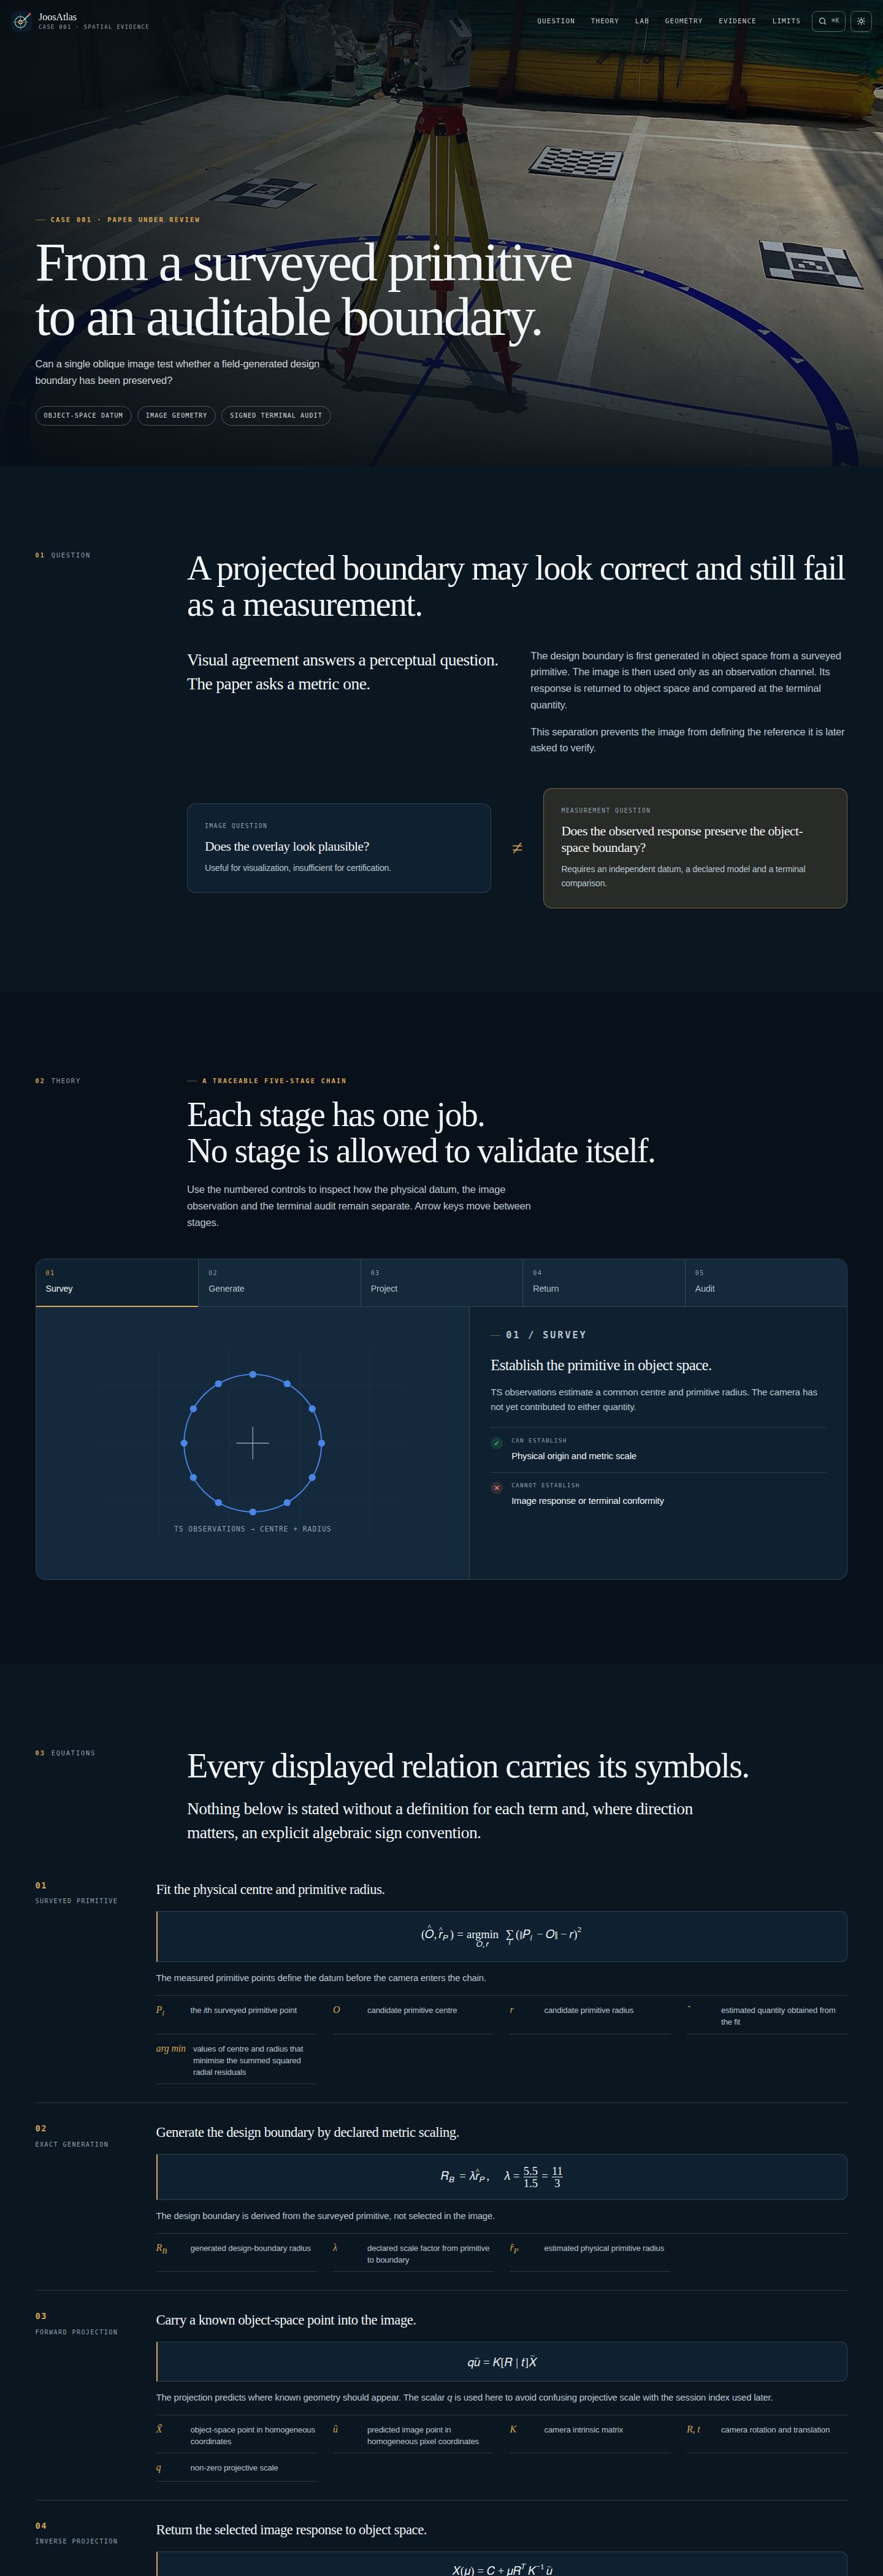 JoosAtlas
CASE 001 · SPATIAL EVIDENCE
QUESTION THEORY LAB GEOMETRY EVIDENCE LIMITS ⌘K
CASE 001 · PAPER UNDER REVIEW
From a surveyed primitive
to an auditable boundary.
Can a single oblique image test whether a field-generated design
boundary has been preserved?
OBJECT-SPACE DATUM IMAGE GEOMETRY SIGNED TERMINAL AUDIT
01 QUESTION
A projected boundary may look correct and still fail
as a measurement.
Visual agreement answers a perceptual question.
The paper asks a metric one.
The design boundary is first generated in object space from a surveyed
primitive. The image is then used only as an observation channel. Its
response is returned to object space and compared at the terminal
quantity.
This separation prevents the image from defining the reference it is later
asked to verify.
IMAGE QUESTION
Does the overlay look plausible?
Useful for visualization, insufficient for certification.
≠
MEASUREMENT QUESTION
Does the observed response preserve the object-
space boundary?
Requires an independent datum, a declared model and a terminal
comparison.
02 THEORY
A TRACEABLE FIVE-STAGE CHAIN
Each stage has one job.
No stage is allowed to validate itself.
Use the numbered controls to inspect how the physical datum, the image
observation and the terminal audit remain separate. Arrow keys move between
stages.
01 02 03 04 05
Survey Generate Project Return Audit
TS OBSERVATIONS → CENTRE + RADIUS
01 / SURVEY
Establish the primitive in object space.
TS observations estimate a common centre and primitive radius. The camera has
not yet contributed to either quantity.
✓ CAN ESTABLISH
Physical origin and metric scale
✕ CANNOT ESTABLISH
Image response or terminal conformity
03 EQUATIONS
Every displayed relation carries its symbols.
Nothing below is stated without a definition for each term and, where direction
matters, an explicit algebraic sign convention.
01
SURVEYED PRIMITIVE
Fit the physical centre and primitive radius.
(Ô, r̂_P) = argmin_{O,r} ∑_i (‖P_i − O‖ − r)²
The measured primitive points define the datum before the camera enters the chain.
P_i the ith surveyed primitive point
O candidate primitive centre
r candidate primitive radius
ˆ estimated quantity obtained from
the fit
arg min values of centre and radius that
minimise the summed squared
radial residuals
02
EXACT GENERATION
Generate the design boundary by declared metric scaling.
R_B = λr̂_P, λ = 5.5/1.5 = 11/3
The design boundary is derived from the surveyed primitive, not selected in the image.
R_B generated design-boundary radius
λ declared scale factor from primitive
to boundary
r̂_P estimated physical primitive radius
03
FORWARD PROJECTION
Carry a known object-space point into the image.
qũ = K[R | t]X̃
The projection predicts where known geometry should appear. The scalar q is used here to avoid confusing projective scale with the session index used later.
X̃ object-space point in homogeneous
coordinates
ũ predicted image point in
homogeneous pixel coordinates
K camera intrinsic matrix
R, t camera rotation and translation
q non-zero projective scale
04
INVERSE PROJECTION
Return the selected image response to object space.
X(μ) = C + μRᵀK⁻¹ũ